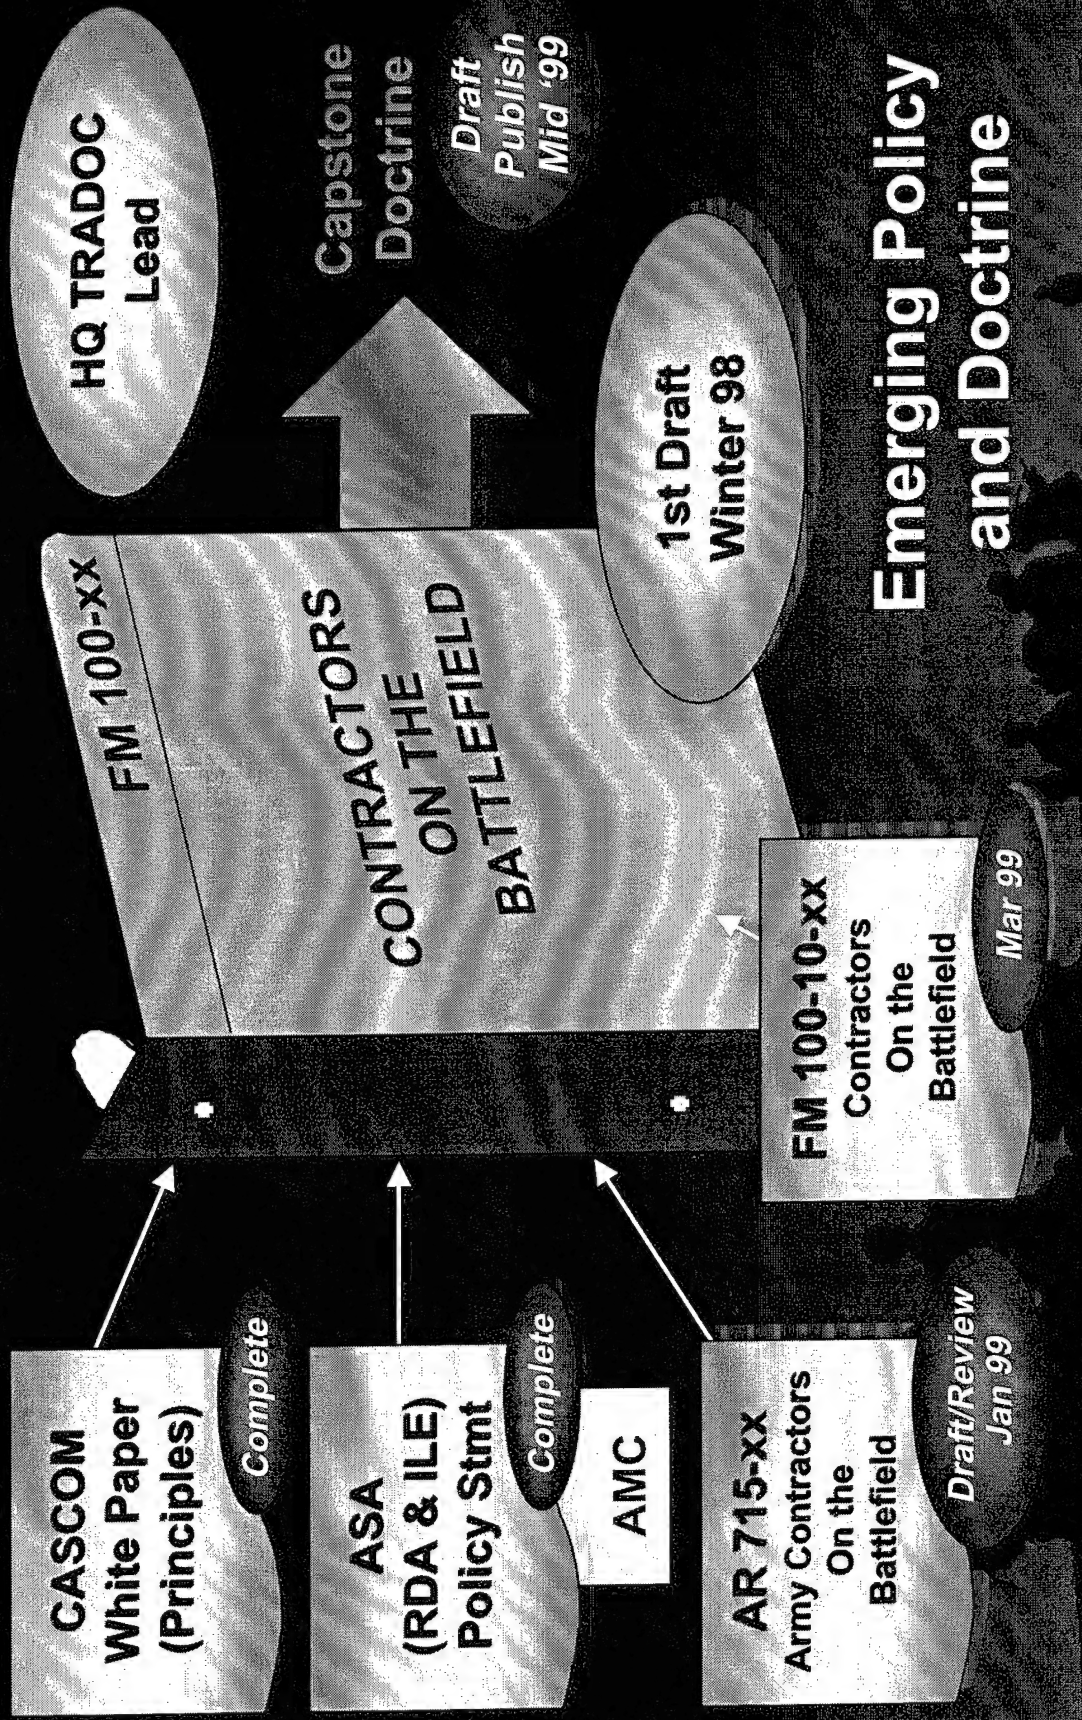 CASCOM
White Paper
(Principles)
Complete
ASA
(RDA & ILE)
Policy Stmt
Complete
AMC
AR 715-xx
Army Contractors
On the
Battlefield
Draft/Review
Jan 99
FM 100-xx
CONTRACTORS
ON THE
BATTLEFIELD
FM 100-10-xx
Contractors
On the
Battlefield
Mar 99
1st Draft
Winter 98
HQ TRADOC
Lead
Capstone
Doctrine
Draft
Publish
Mid '99
Emerging Policy
and Doctrine